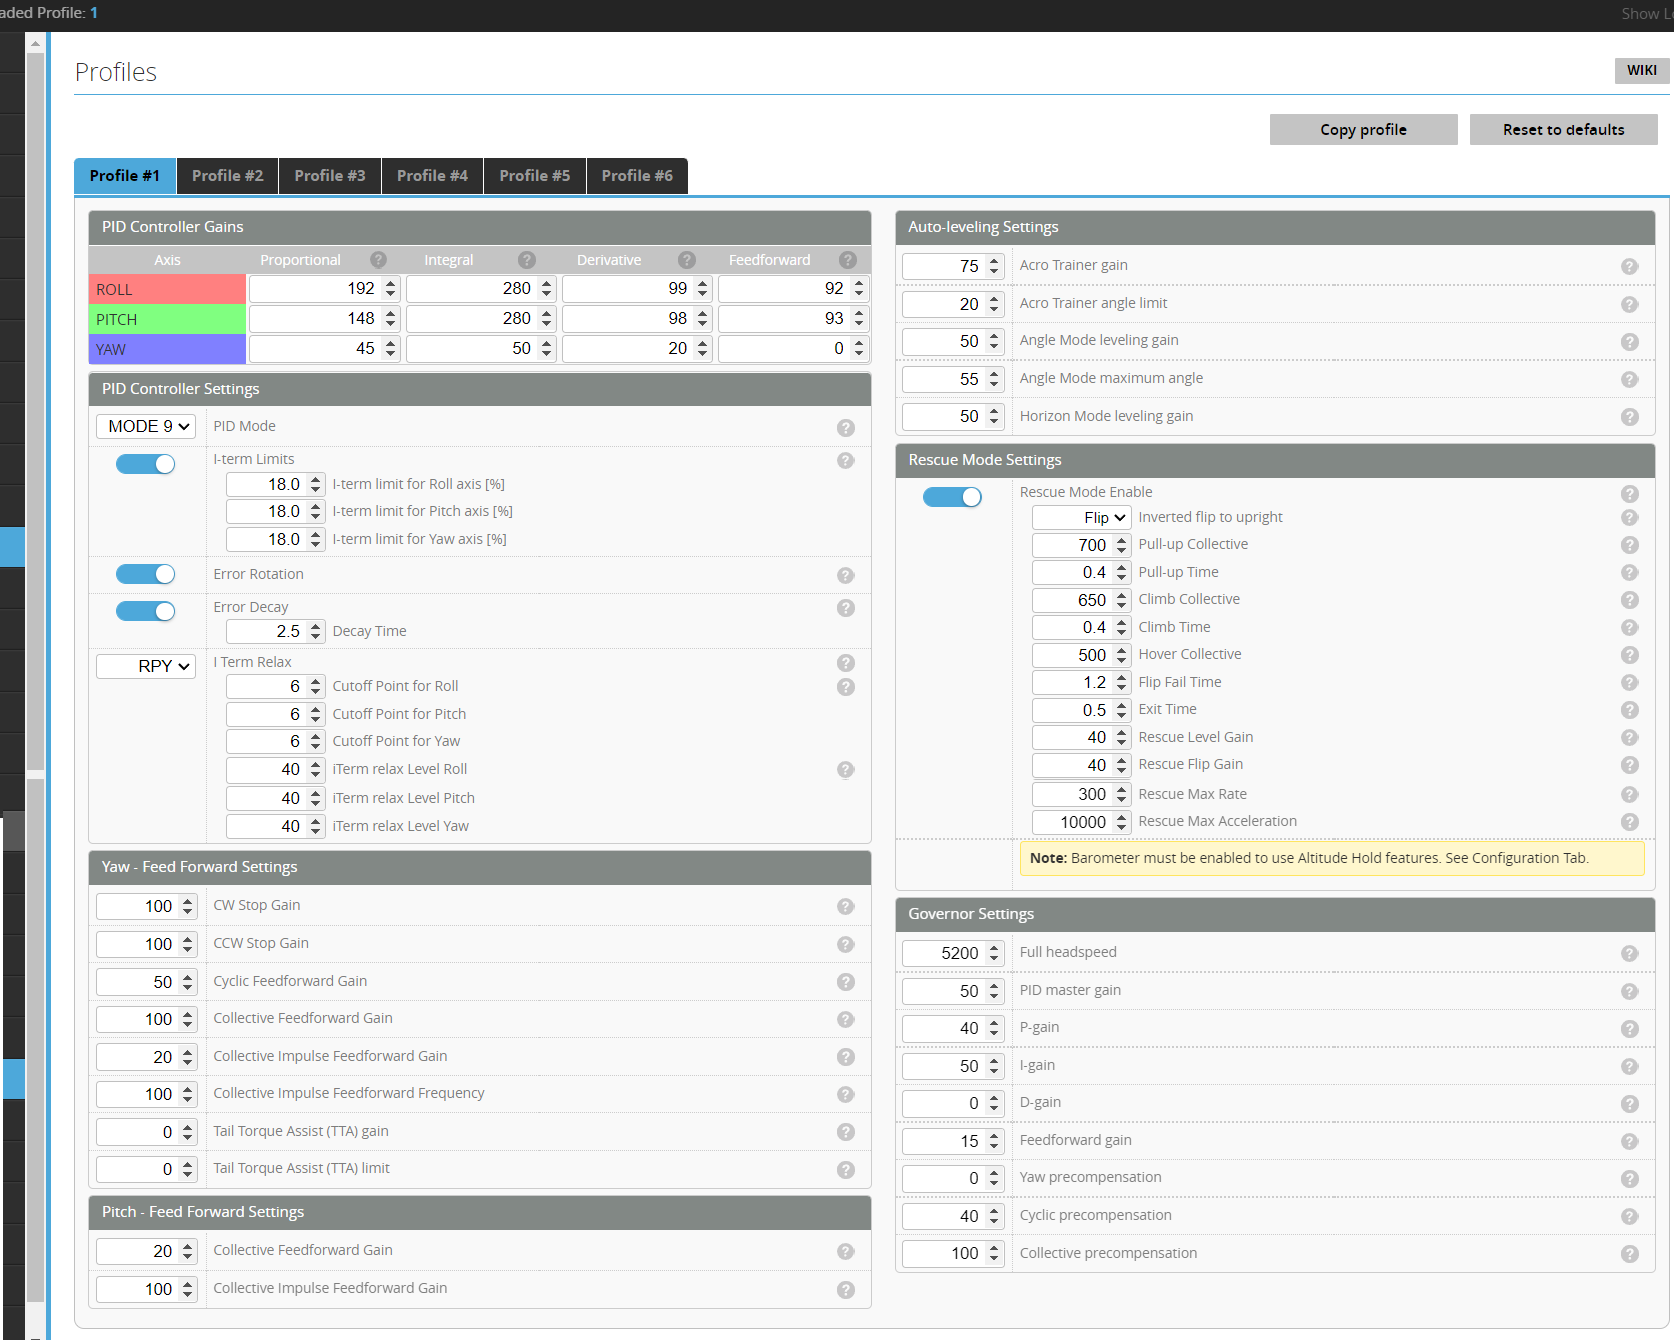 aded Profile: 1
Show L
Profiles
WIKI
Copy profile
Reset to defaults
Profile #1
Profile #2
Profile #3
Profile #4
Profile #5
Profile #6
PID Controller Gains
Axis
Proportional
Integral
Derivative
Feedforward
ROLL 192 280 99 92
PITCH 148 280 98 93
YAW 45 50 20 0
PID Controller Settings
MODE 9 PID Mode
I-term Limits
18.0 I-term limit for Roll axis [%]
18.0 I-term limit for Pitch axis [%]
18.0 I-term limit for Yaw axis [%]
Error Rotation
Error Decay
2.5 Decay Time
RPY I Term Relax
6 Cutoff Point for Roll
6 Cutoff Point for Pitch
6 Cutoff Point for Yaw
40 iTerm relax Level Roll
40 iTerm relax Level Pitch
40 iTerm relax Level Yaw
Yaw - Feed Forward Settings
100 CW Stop Gain
100 CCW Stop Gain
50 Cyclic Feedforward Gain
100 Collective Feedforward Gain
20 Collective Impulse Feedforward Gain
100 Collective Impulse Feedforward Frequency
0 Tail Torque Assist (TTA) gain
0 Tail Torque Assist (TTA) limit
Pitch - Feed Forward Settings
20 Collective Feedforward Gain
100 Collective Impulse Feedforward Gain
Auto-leveling Settings
75 Acro Trainer gain
20 Acro Trainer angle limit
50 Angle Mode leveling gain
55 Angle Mode maximum angle
50 Horizon Mode leveling gain
Rescue Mode Settings
Rescue Mode Enable
Flip Inverted flip to upright
700 Pull-up Collective
0.4 Pull-up Time
650 Climb Collective
0.4 Climb Time
500 Hover Collective
1.2 Flip Fail Time
0.5 Exit Time
40 Rescue Level Gain
40 Rescue Flip Gain
300 Rescue Max Rate
10000 Rescue Max Acceleration
Note: Barometer must be enabled to use Altitude Hold features. See Configuration Tab.
Governor Settings
5200 Full headspeed
50 PID master gain
40 P-gain
50 I-gain
0 D-gain
15 Feedforward gain
0 Yaw precompensation
40 Cyclic precompensation
100 Collective precompensation